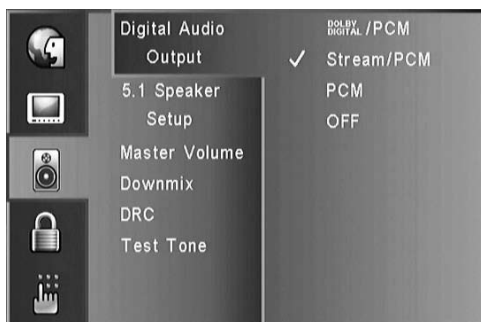 Digital Audio
Output
5.1 Speaker
Setup
Master Volume
Downmix
DRC
Test Tone
DOLBY DIGITAL /PCM
✓ Stream/PCM
PCM
OFF